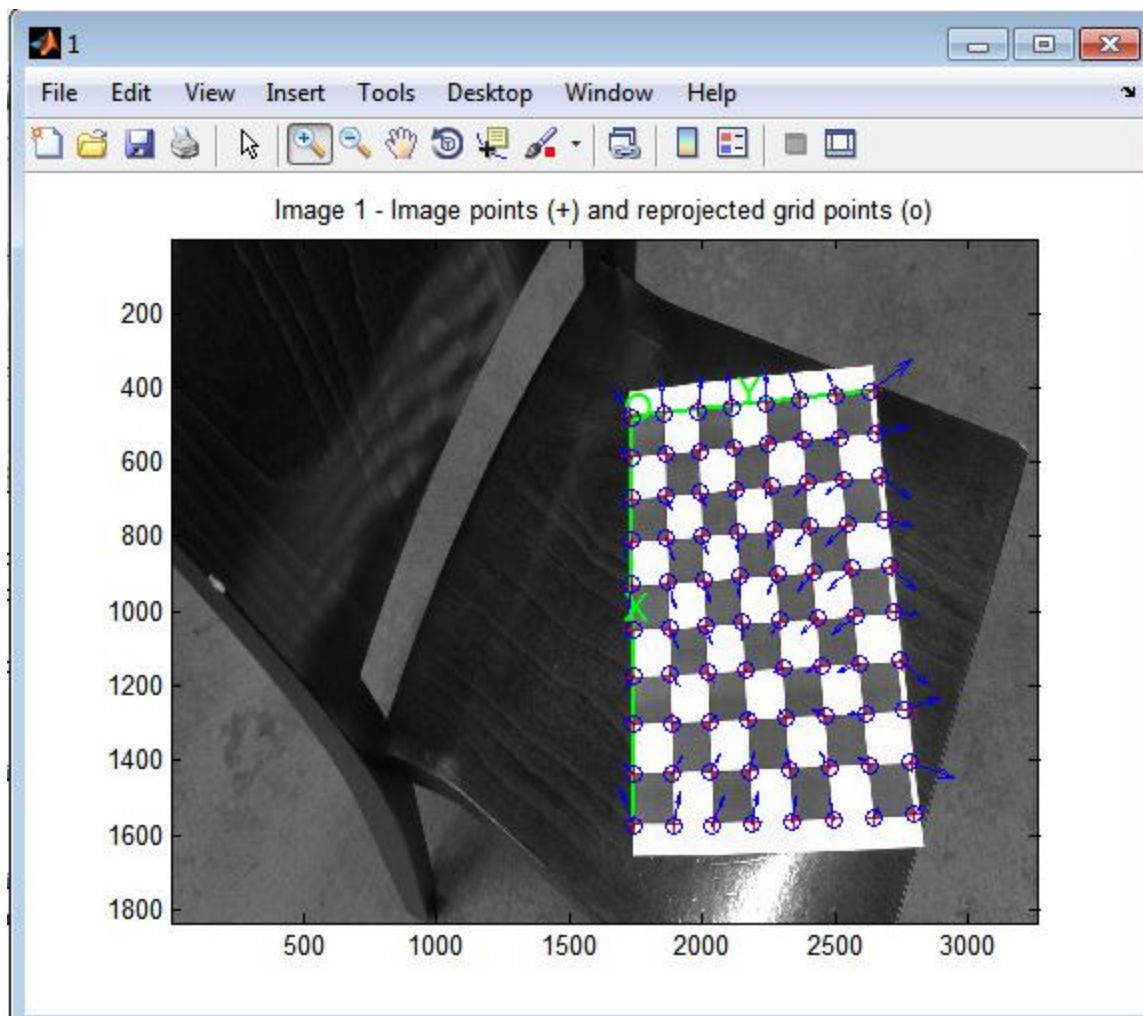 1
File Edit View Insert Tools Desktop Window Help
Image 1 - Image points (+) and reprojected grid points (o)
200
400
600
800
1000
1200
1400
1600
1800
O
Y
X
500 1000 1500 2000 2500 3000